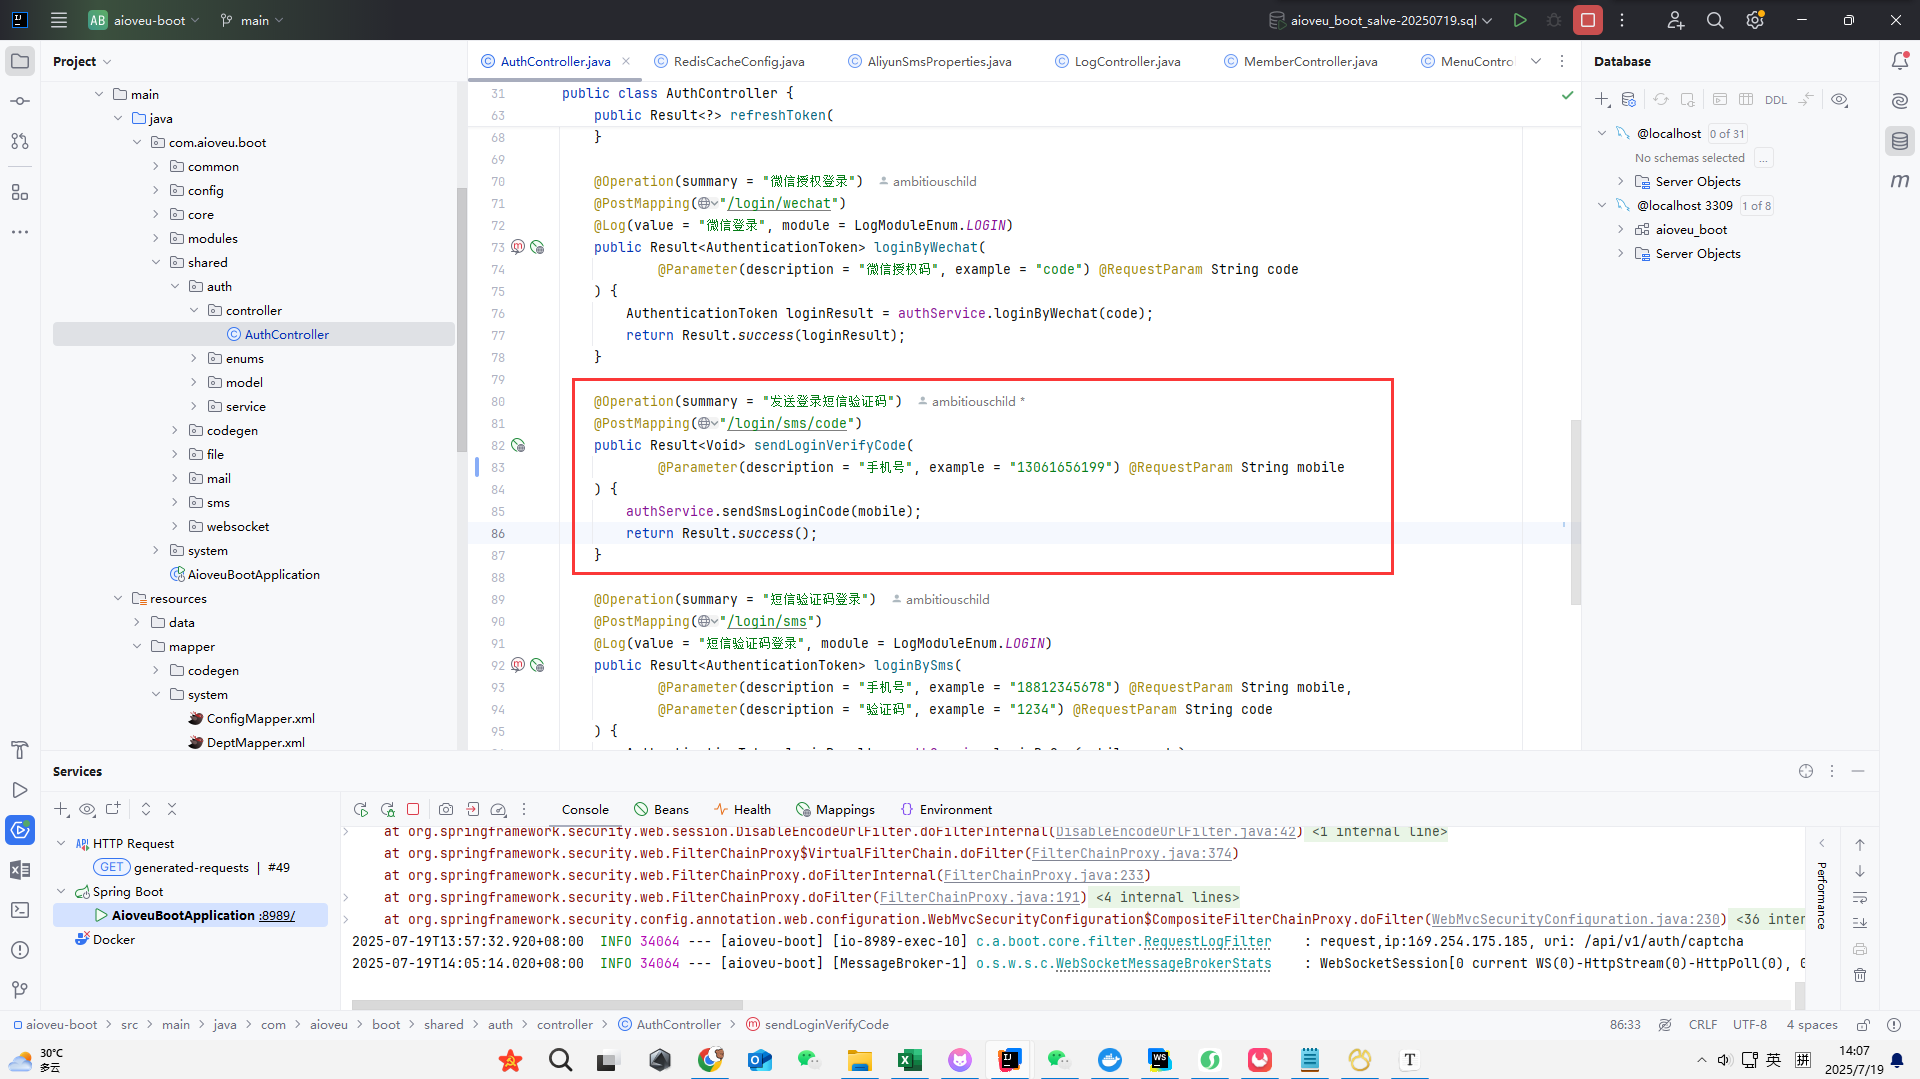 AB
aioveu-boot
main
aioveu_boot_salve-20250719.sql
Project
main
java
com.aioveu.boot
common
config
core
modules
shared
auth
controller
AuthController
enums
model
service
codegen
file
mail
sms
websocket
system
AioveuBootApplication
resources
data
mapper
codegen
system
ConfigMapper.xml
DeptMapper.xml
AuthController.java
RedisCacheConfig.java
AliyunSmsProperties.java
LogController.java
MemberController.java
MenuContro
31 public class AuthController {
63 public Result<?> refreshToken(
68 }
69
70 @Operation(summary = "微信授权登录") ambitiouschild
71 @PostMapping("/login/wechat")
72 @Log(value = "微信登录", module = LogModuleEnum.LOGIN)
73 public Result<AuthenticationToken> loginByWechat(
74 @Parameter(description = "微信授权码", example = "code") @RequestParam String code
75 ) {
76 AuthenticationToken loginResult = authService.loginByWechat(code);
77 return Result.success(loginResult);
78 }
79
80 @Operation(summary = "发送登录短信验证码") ambitiouschild *
81 @PostMapping("/login/sms/code")
82 public Result<Void> sendLoginVerifyCode(
83 @Parameter(description = "手机号", example = "13061656199") @RequestParam String mobile
84 ) {
85 authService.sendSmsLoginCode(mobile);
86 return Result.success();
87 }
88
89 @Operation(summary = "短信验证码登录") ambitiouschild
90 @PostMapping("/login/sms")
91 @Log(value = "短信验证码登录", module = LogModuleEnum.LOGIN)
92 public Result<AuthenticationToken> loginBySms(
93 @Parameter(description = "手机号", example = "18812345678") @RequestParam String mobile,
94 @Parameter(description = "验证码", example = "1234") @RequestParam String code
95 ) {
Database
DDL
@localhost 0 of 31
No schemas selected ...
Server Objects
@localhost 3309 1 of 8
aioveu_boot
Server Objects
Services
HTTP Request
GET generated-requests | #49
Spring Boot
AioveuBootApplication :8989/
Docker
Console
Beans
Health
Mappings
Environment
at org.springframework.security.web.session.DisableEncodeUrlFilter.doFilterInternal(DisableEncodeUrlFilter.java:42) <1 internal line>
at org.springframework.security.web.FilterChainProxy$VirtualFilterChain.doFilter(FilterChainProxy.java:374)
at org.springframework.security.web.FilterChainProxy.doFilterInternal(FilterChainProxy.java:233)
at org.springframework.security.web.FilterChainProxy.doFilter(FilterChainProxy.java:191) <4 internal lines>
at org.springframework.security.config.annotation.web.configuration.WebMvcSecurityConfiguration$CompositeFilterChainProxy.doFilter(WebMvcSecurityConfiguration.java:230) <36 inter
2025-07-19T13:57:32.920+08:00 INFO 34064 --- [aioveu-boot] [io-8989-exec-10] c.a.boot.core.filter.RequestLogFilter : request,ip:169.254.175.185, uri: /api/v1/auth/captcha
2025-07-19T14:05:14.020+08:00 INFO 34064 --- [aioveu-boot] [MessageBroker-1] o.s.w.s.c.WebSocketMessageBrokerStats : WebSocketSession[0 current WS(0)-HttpStream(0)-HttpPoll(0),
Performance
aioveu-boot > src > main > java > com > aioveu > boot > shared > auth > controller > AuthController > sendLoginVerifyCode
86:33 CRLF UTF-8 4 spaces
30°C
多云
英
拼
14:07
2025/7/19